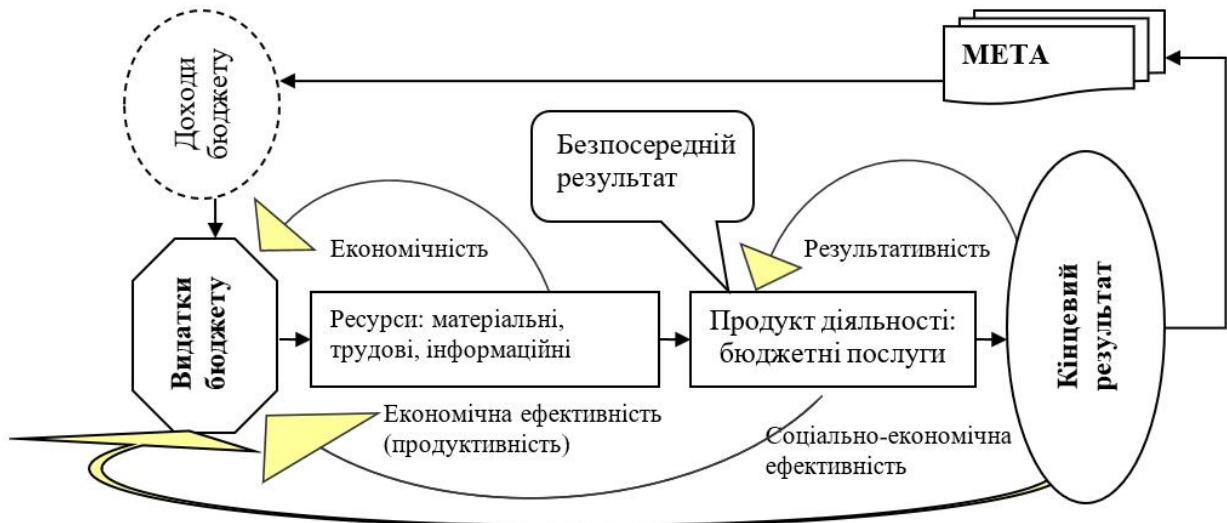 Доходи
бюджету
МЕТА
Безпосередній
результат
Економічність
Результативність
Видатки
бюджету
Ресурси: матеріальні,
трудові, інформаційні
Продукт діяльності:
бюджетні послуги
Кінцевий
результат
Економічна ефективність
(продуктивність)
Соціально-економічна
ефективність